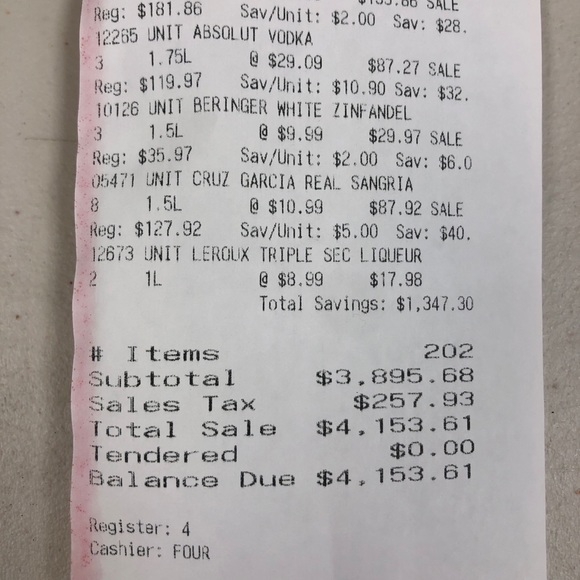 $153.86 SALE
Reg: $181.86 Sav/Unit: $2.00 Sav: $28.
12265 UNIT ABSOLUT VODKA
3 1.75L @ $29.09 $87.27 SALE
Reg: $119.97 Sav/Unit: $10.90 Sav: $32.
10126 UNIT BERINGER WHITE ZINFANDEL
3 1.5L @ $9.99 $29.97 SALE
Reg: $35.97 Sav/Unit: $2.00 Sav: $6.0
05471 UNIT CRUZ GARCIA REAL SANGRIA
8 1.5L @ $10.99 $87.92 SALE
Reg: $127.92 Sav/Unit: $5.00 Sav: $40.
12673 UNIT LEROUX TRIPLE SEC LIQUEUR
2 1L @ $8.99 $17.98
Total Savings: $1,347.30
# Items 202
Subtotal $3,895.68
Sales Tax $257.93
Total Sale $4,153.61
Tendered $0.00
Balance Due $4,153.61
Register: 4
Cashier: FOUR